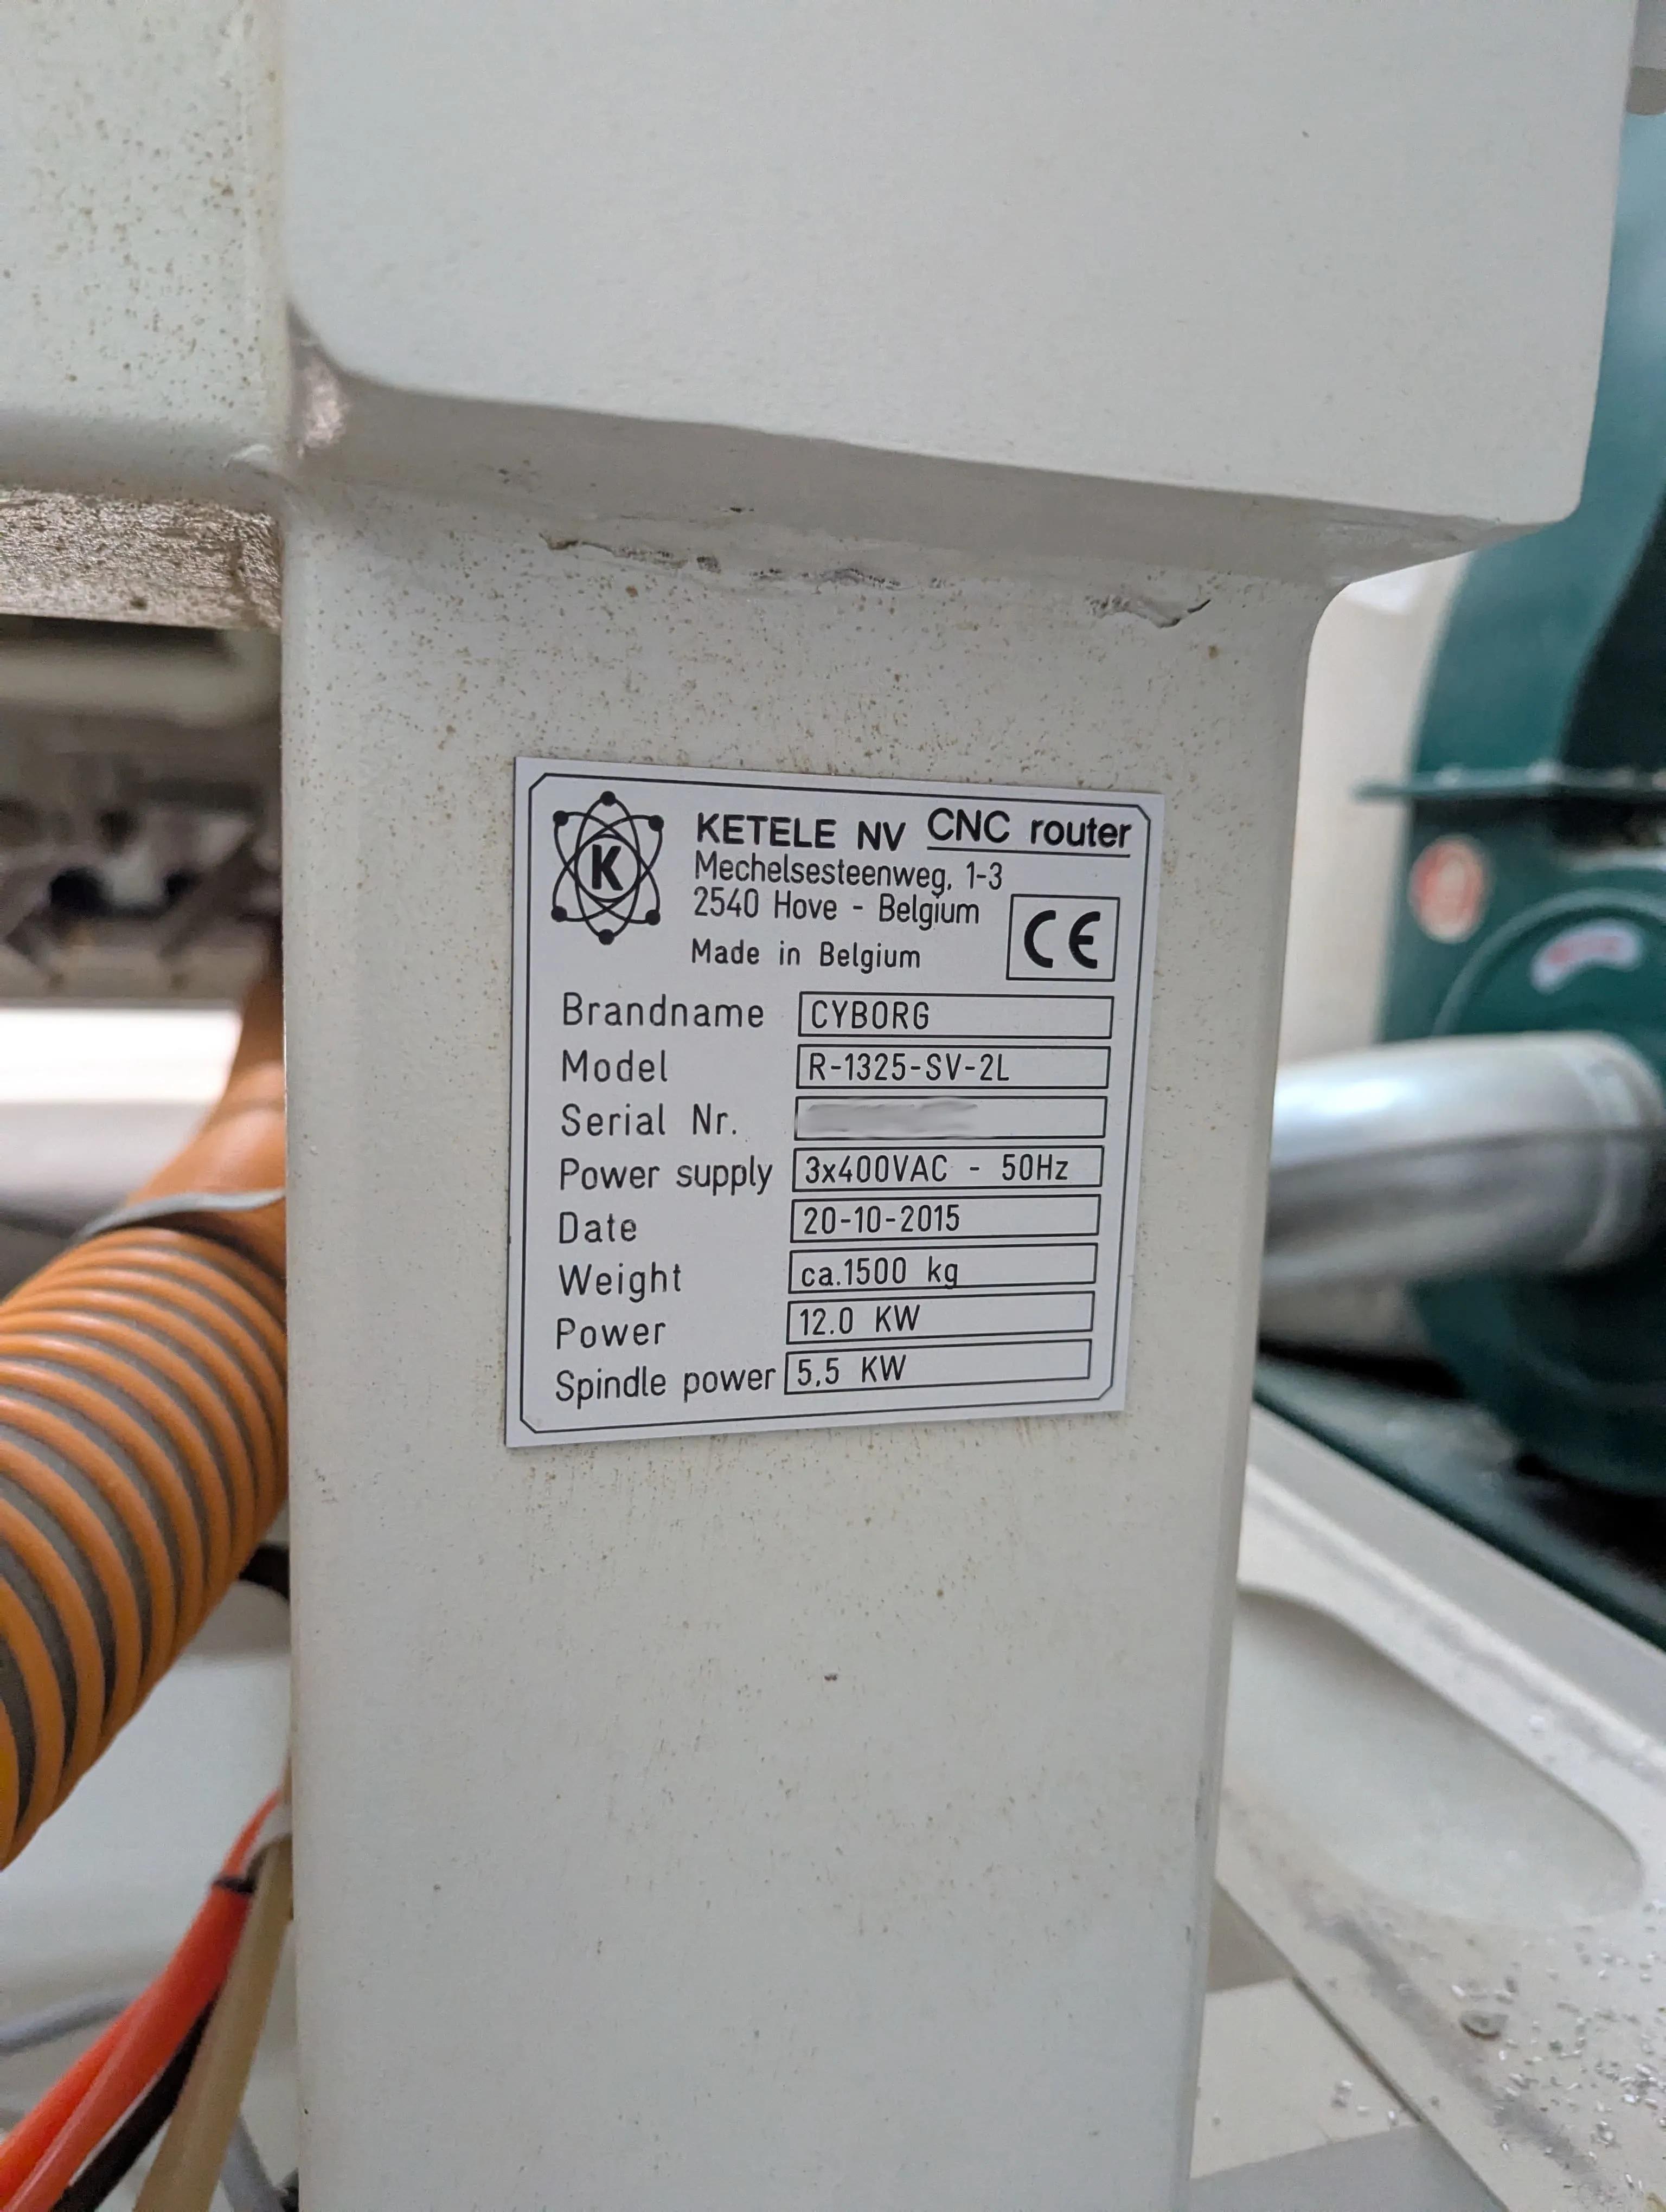 K
KETELE NV CNC router
Mechelsesteenweg, 1-3
2540 Hove - Belgium
Made in Belgium
CE
Brandname CYBORG
Model R-1325-SV-2L
Serial Nr.
Power supply 3x400VAC - 50Hz
Date 20-10-2015
Weight ca.1500 kg
Power 12.0 KW
Spindle power 5,5 KW